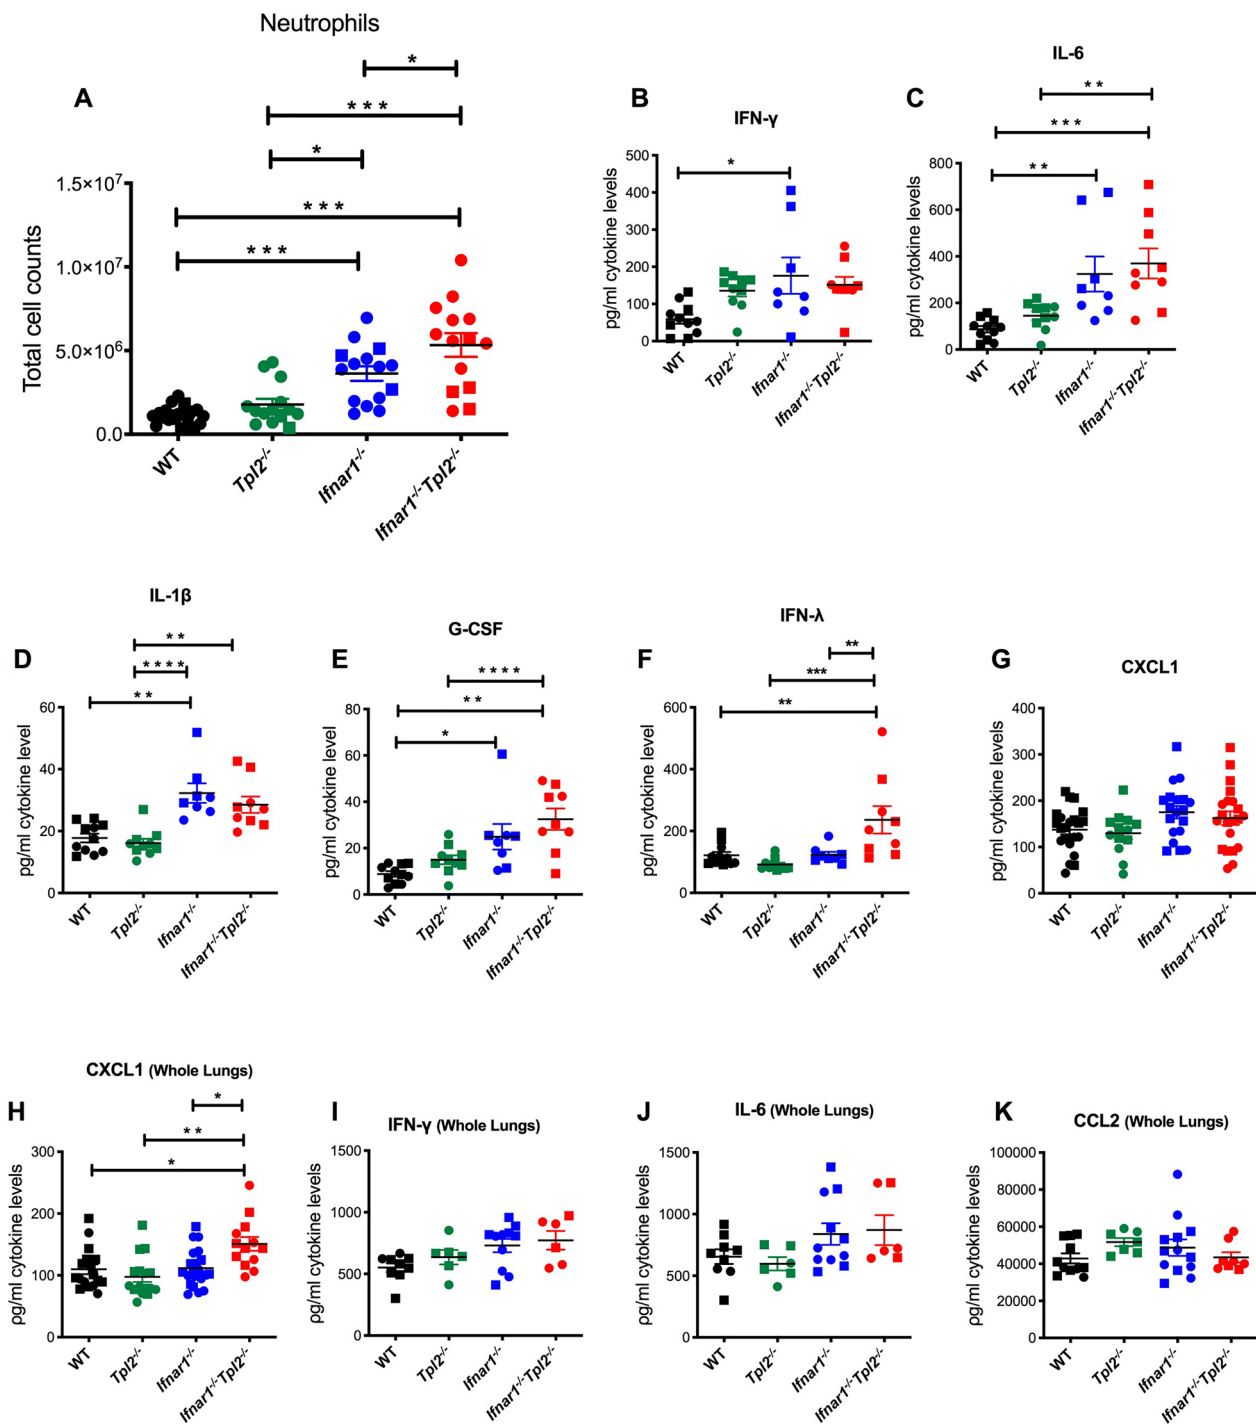 Neutrophils
A
*
* * *
*
* * *
* * *
Total cell counts
1.5×10⁷
1.0×10⁷
5.0×10⁶
0.0
WT
Tpl2⁻/⁻
Ifnar1⁻/⁻
Ifnar1⁻/⁻Tpl2⁻/⁻
B
IFN-γ
*
pg/ml cytokine levels
500
400
300
200
100
0
WT
Tpl2⁻/⁻
Ifnar1⁻/⁻
Ifnar1⁻/⁻Tpl2⁻/⁻
C
IL-6
* *
* * *
* *
pg/ml cytokine levels
800
600
400
200
0
WT
Tpl2⁻/⁻
Ifnar1⁻/⁻
Ifnar1⁻/⁻Tpl2⁻/⁻
D
IL-1β
* *
* * * *
* *
pg/ml cytokine level
60
40
20
0
WT
Tpl2⁻/⁻
Ifnar1⁻/⁻
Ifnar1⁻/⁻Tpl2⁻/⁻
E
G-CSF
* * * *
* *
*
pg/ml cytokine level
80
60
40
20
0
WT
Tpl2⁻/⁻
Ifnar1⁻/⁻
Ifnar1⁻/⁻Tpl2⁻/⁻
F
IFN-λ
**
***
**
pg/ml cytokine level
600
400
200
0
WT
Tpl2⁻/⁻
Ifnar1⁻/⁻
Ifnar1⁻/⁻Tpl2⁻/⁻
G
CXCL1
pg/ml cytokine levels
400
300
200
100
0
WT
Tpl2⁻/⁻
Ifnar1⁻/⁻
Ifnar1⁻/⁻Tpl2⁻/⁻
H
CXCL1 (Whole Lungs)
*
* *
*
pg/ml cytokine levels
300
200
100
0
WT
Tpl2⁻/⁻
Ifnar1⁻/⁻
Ifnar1⁻/⁻Tpl2⁻/⁻
I
IFN-γ (Whole Lungs)
pg/ml cytokine levels
1500
1000
500
0
WT
Tpl2⁻/⁻
Ifnar1⁻/⁻
Ifnar1⁻/⁻Tpl2⁻/⁻
J
IL-6 (Whole Lungs)
pg/ml cytokine levels
1500
1000
500
0
WT
Tpl2⁻/⁻
Ifnar1⁻/⁻
Ifnar1⁻/⁻Tpl2⁻/⁻
K
CCL2 (Whole Lungs)
pg/ml cytokine levels
100000
80000
60000
40000
20000
0
WT
Tpl2⁻/⁻
Ifnar1⁻/⁻
Ifnar1⁻/⁻Tpl2⁻/⁻